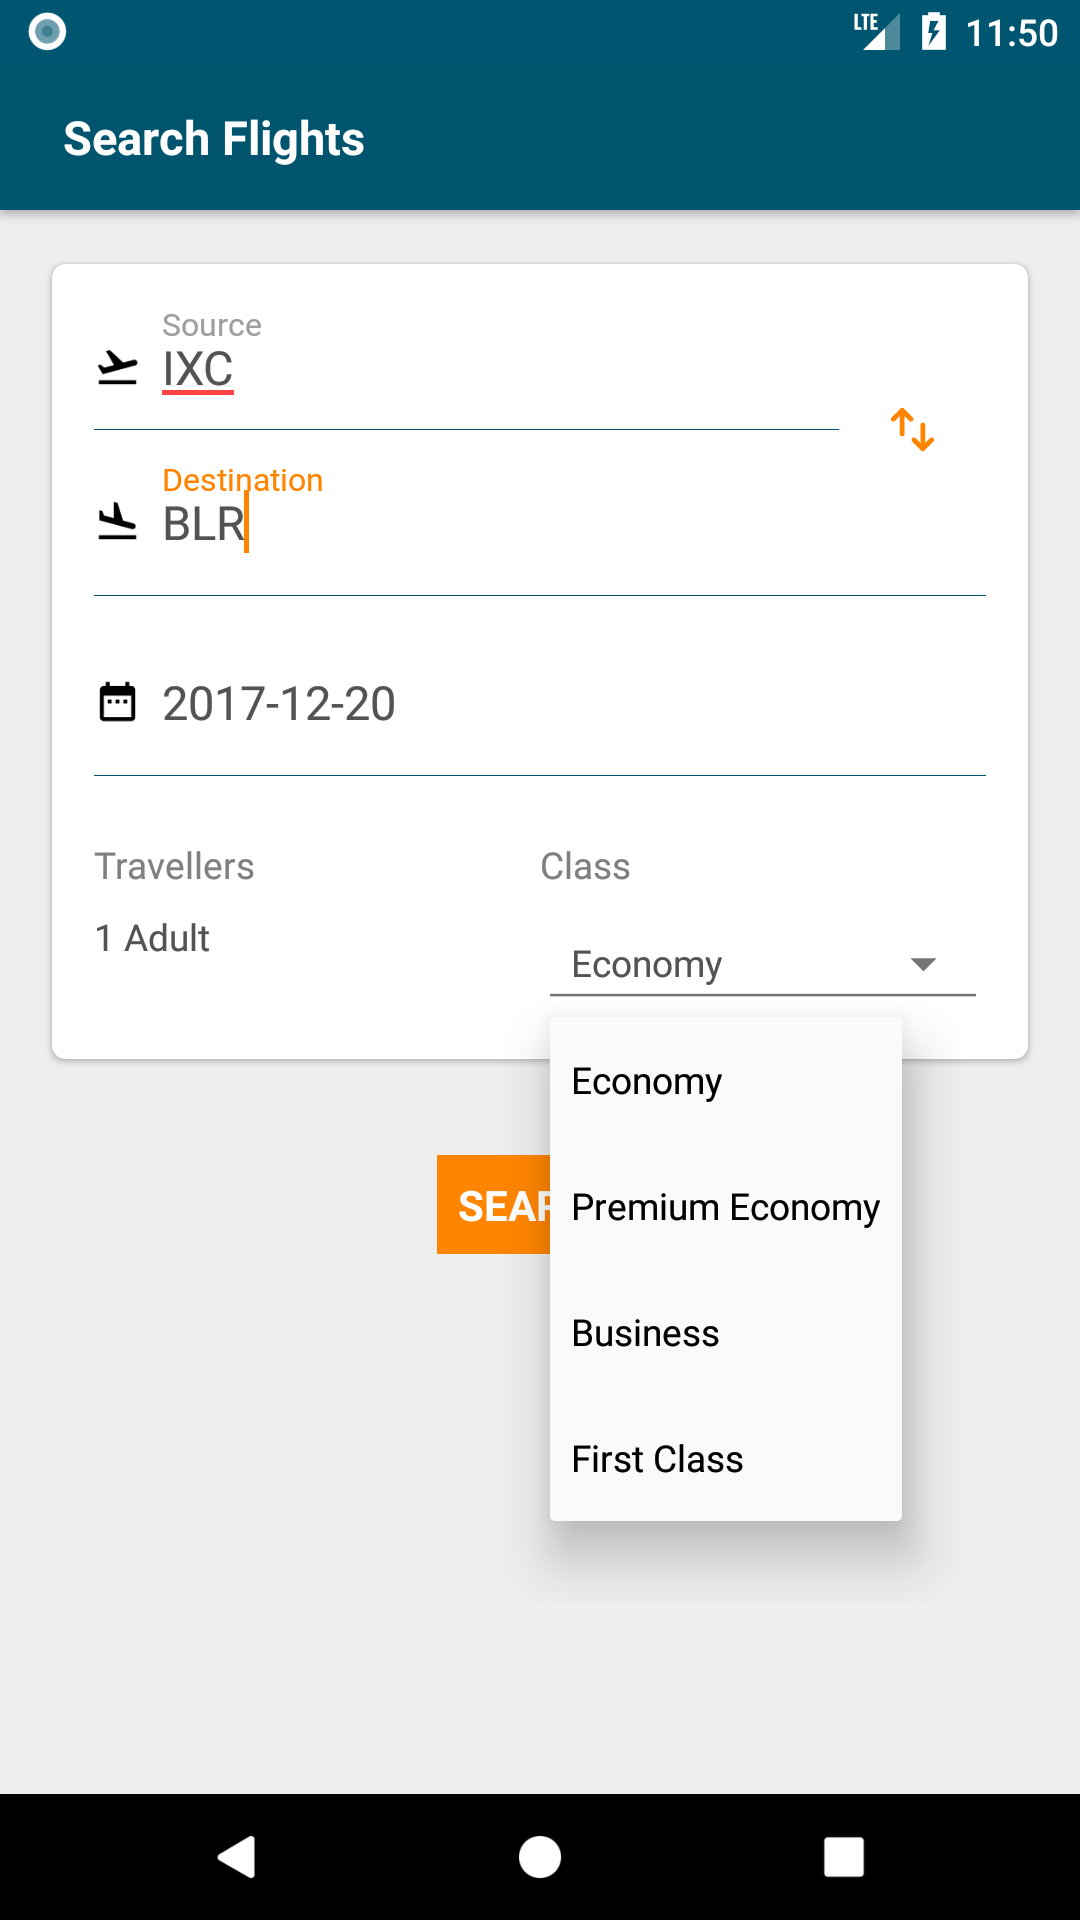 LTE 11:50
Search Flights
Source
IXC
Destination
BLR
2017-12-20
Travellers
Class
1 Adult
Economy
Economy
Premium Economy
Business
First Class